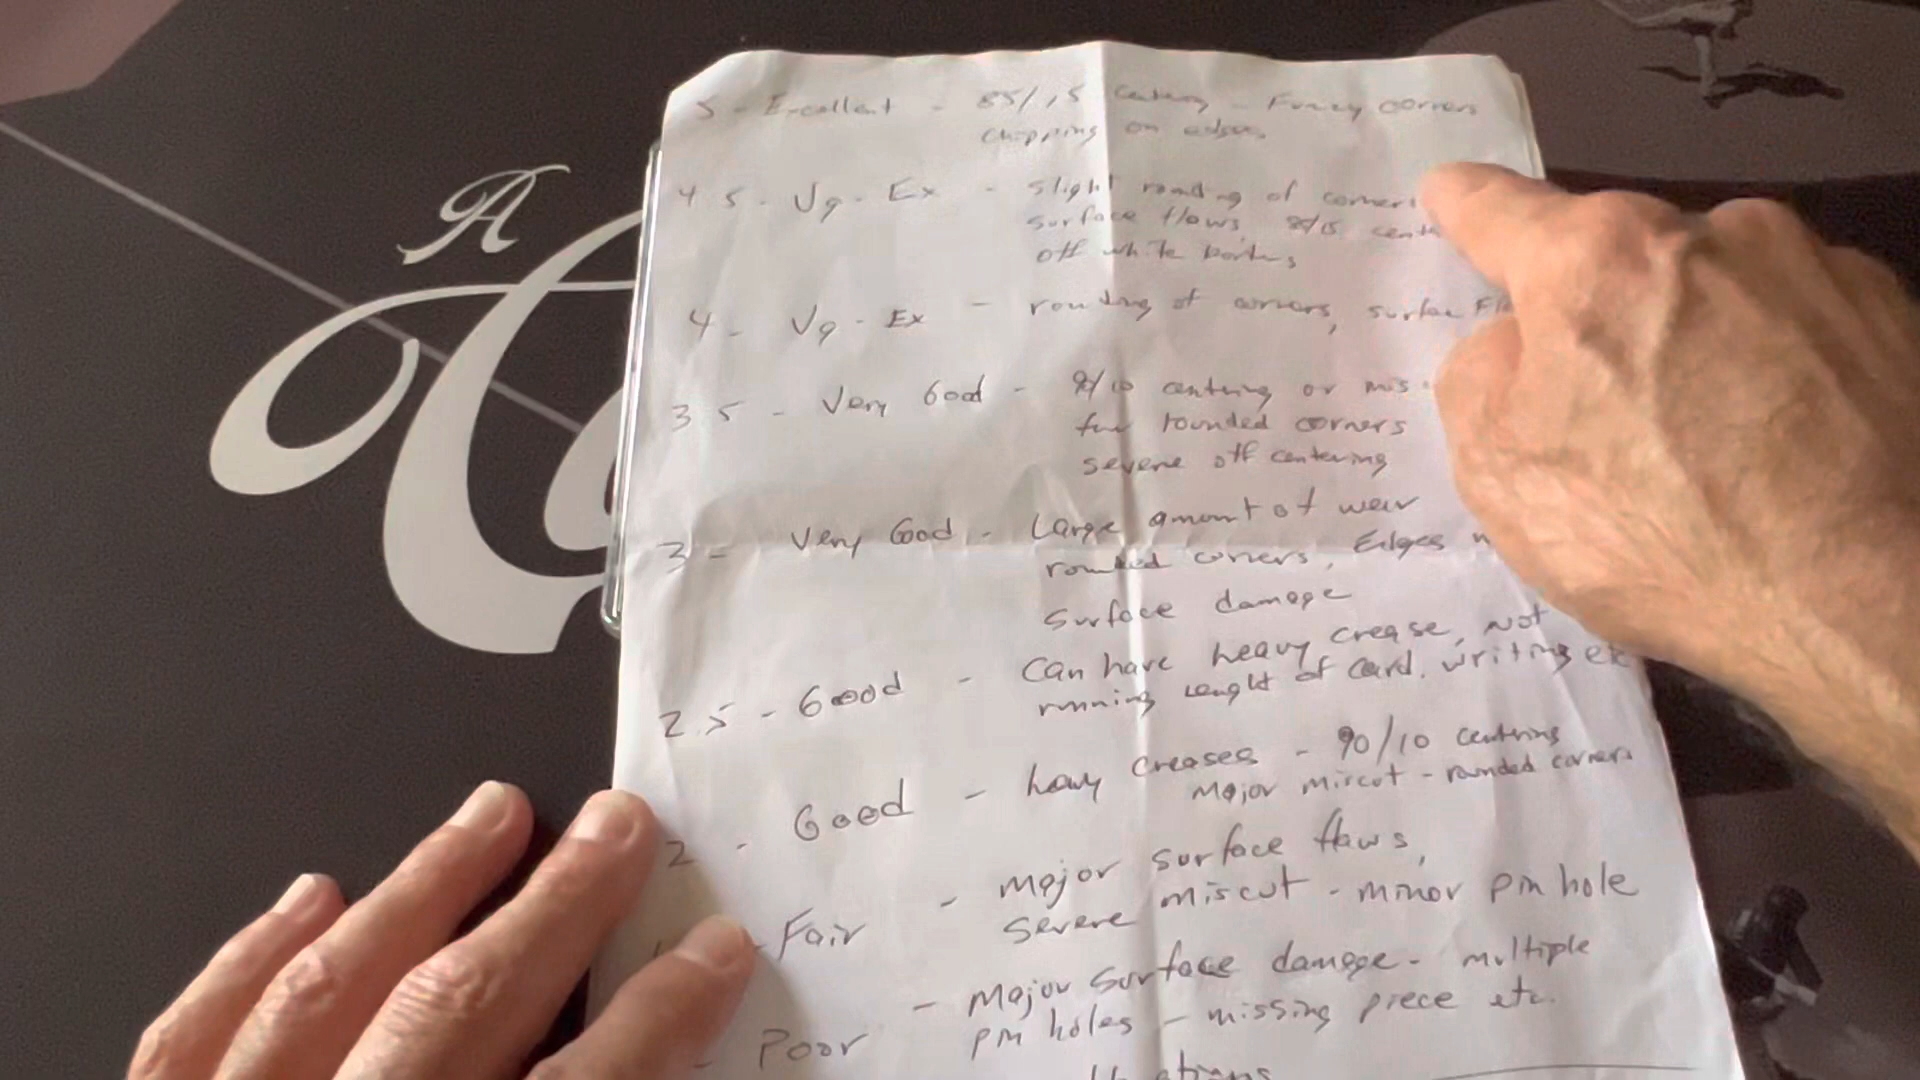 A
5 - Excellent - 85/15 Centering - Fuzzy corners
chipping on edges
4 5 - Vg - Ex - slight rounding of corners
surface flaws, 85/15
off white borders
4 - Vg - Ex - rounding of corners, surface
3 5 - Very Good - 90/10 centering or
few rounded corners
severe off centering
3 - Very Good - Large amount of wear
rounded corners, Edges
surface damage
2.5 - Good - Can have heavy crease, not
running lenght of card. writing etc
2 - Good - heavy creases - 90/10 centering
Major miscut - rounded corners
- Fair - Major surface flaws,
severe miscut - minor pin hole
- Poor - Major surface damage - multiple
pin holes - missing piece etc.